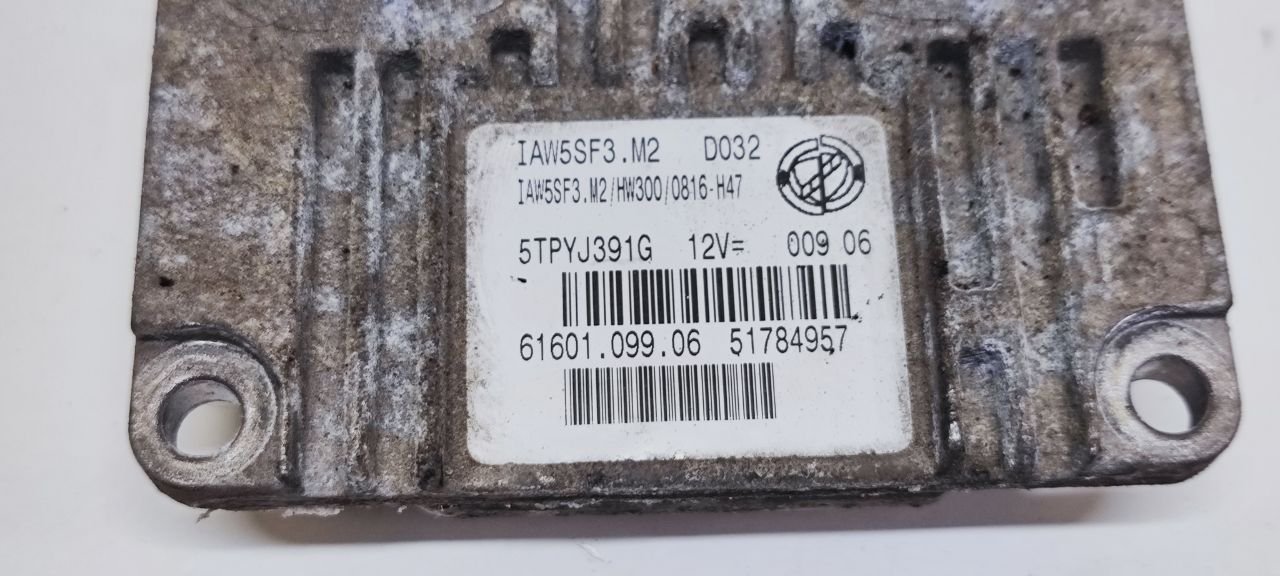 IAW5SF3.M2 D032
IAW5SF3.M2/HW300/0816-H47
5TPYJ391G 12V= 009 06
61601.099.06 51784957